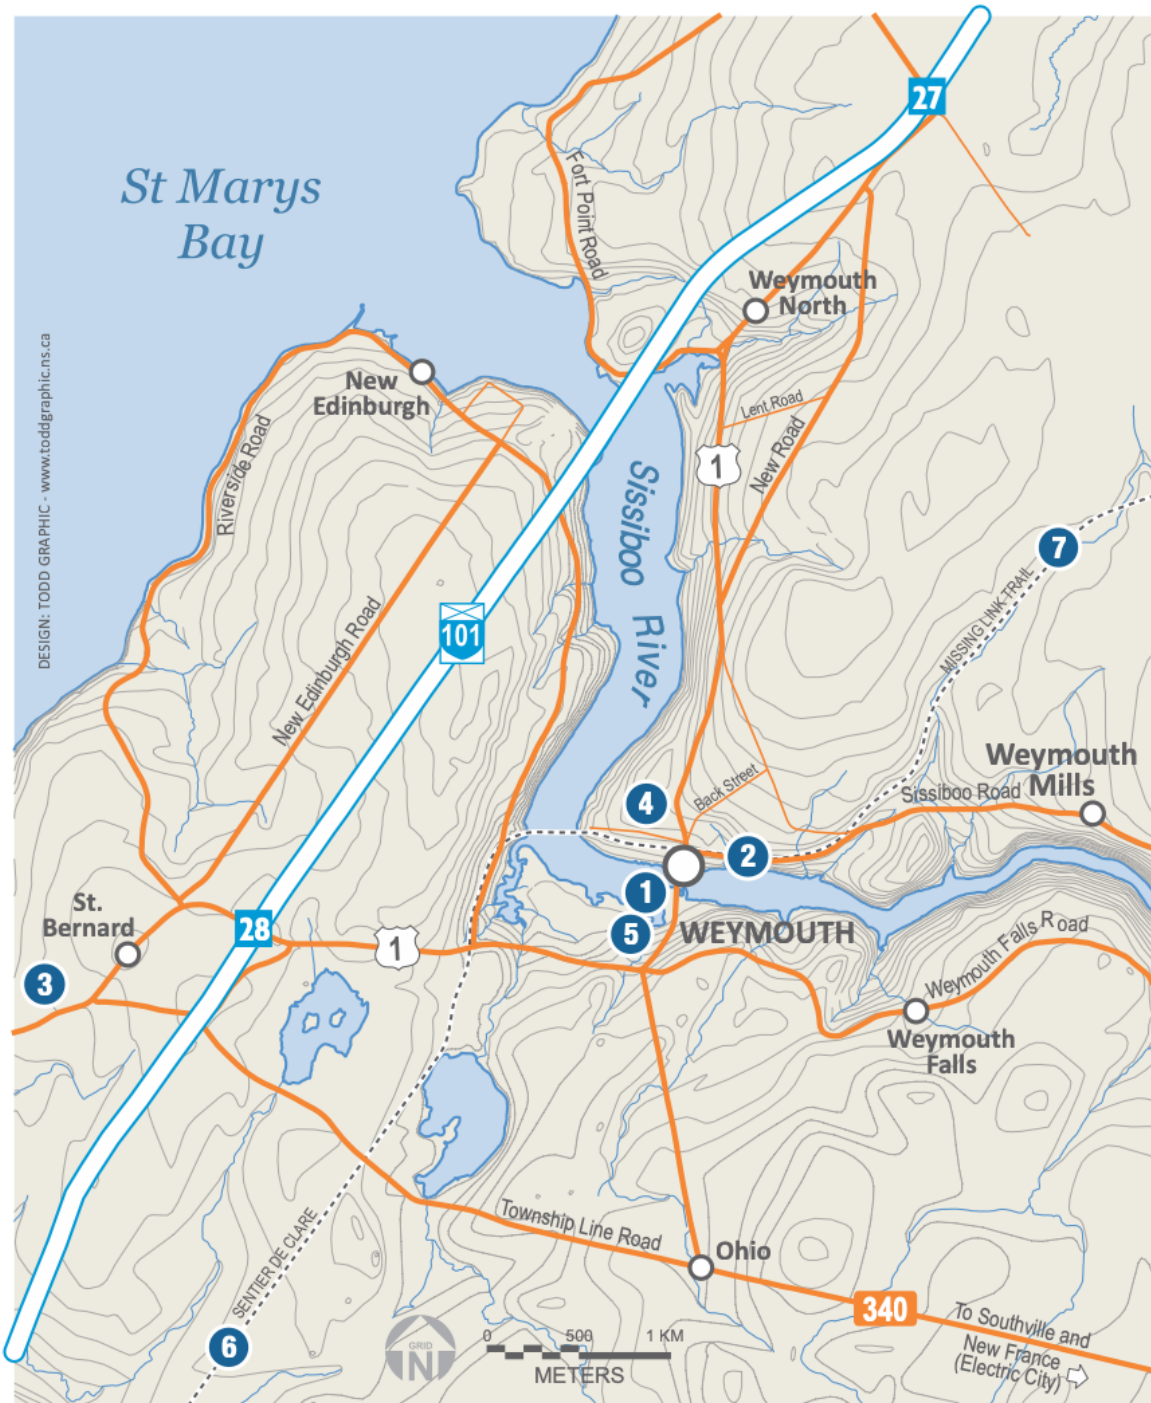 27
St Marys
Bay
Fort Point Road
Weymouth
North
DESIGN: TODD GRAPHIC - www.toddgraphic.ns.ca
New
Edinburgh
Lent Road
Riverside Road
1
New Road
Sissiboo River
7
MISSING LINK TRAIL
101
New Edinburgh Road
Weymouth
Mills
Back Street
Sissiboo Road
4
2
1
St.
Bernard
28
1
5
WEYMOUTH
3
Weymouth Falls Road
Weymouth
Falls
Township Line Road
Ohio
SENTIER DE CLARE
340
To Southville and
New France
(Electric City)
6
GRID
N
0 500 1 KM
METERS